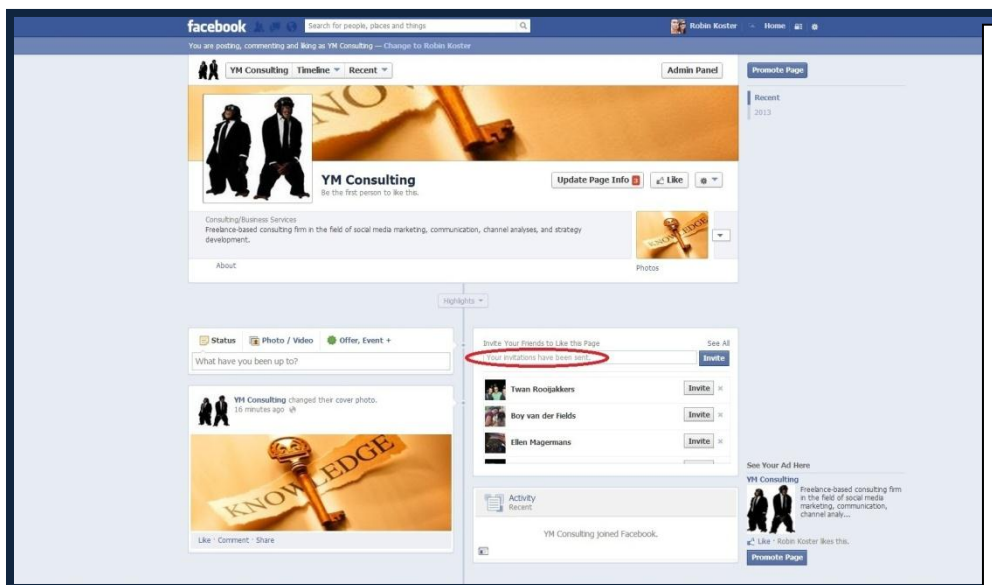 facebook
Search for people, places and things
Robin Koster
Home
You are posting, commenting and liking as YM Consulting — Change to Robin Koster
YM Consulting
Timeline
Recent
Admin Panel
Promote Page
Recent
2013
KNO
YM Consulting
Be the first person to like this.
Update Page Info 3
Like
Consulting/Business Services
Freelance-based consulting firm in the field of social media marketing, communication, channel analyses, and strategy
development.
KNOWLEDGE
About
Photos
Highlights
Status
Photo / Video
Offer, Event +
What have you been up to?
Invite Your Friends to Like this Page
See All
Your invitations have been sent.
Invite
Twan Rooijakkers
Invite
Boy van der Fields
Invite
Ellen Magermans
Invite
YM Consulting changed their cover photo.
16 minutes ago
KNOWLEDGE
Like · Comment · Share
Activity
Recent
YM Consulting joined Facebook.
See Your Ad Here
YM Consulting
Freelance-based consulting firm
in the field of social media
marketing, communication,
channel analy...
Like · Robin Koster likes this.
Promote Page